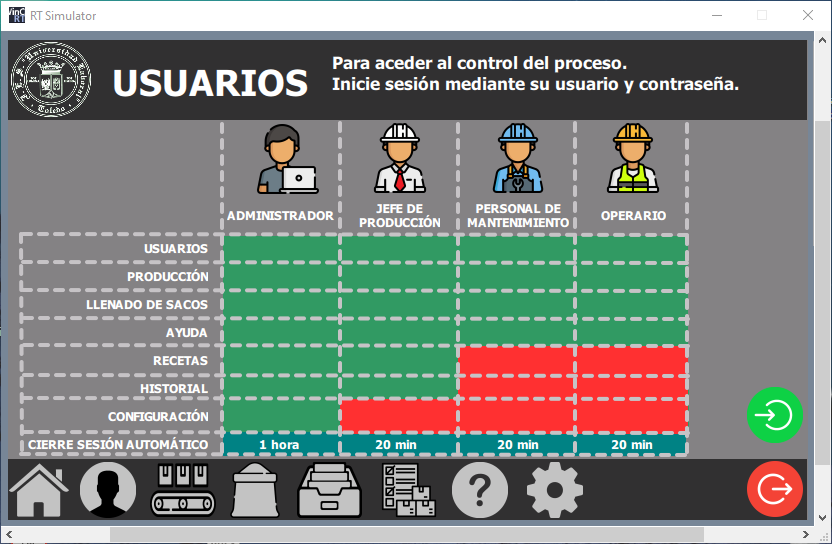 RT Simulator
USUARIOS
Para aceder al control del proceso.
Inicie sesión mediante su usuario y contraseña.
ADMINISTRADOR
JEFE DE
PRODUCCIÓN
PERSONAL DE
MANTENIMIENTO
OPERARIO
USUARIOS
PRODUCCIÓN
LLENADO DE SACOS
AYUDA
RECETAS
HISTORIAL
CONFIGURACIÓN
CIERRE SESIÓN AUTOMÁTICO 1 hora 20 min 20 min 20 min
?